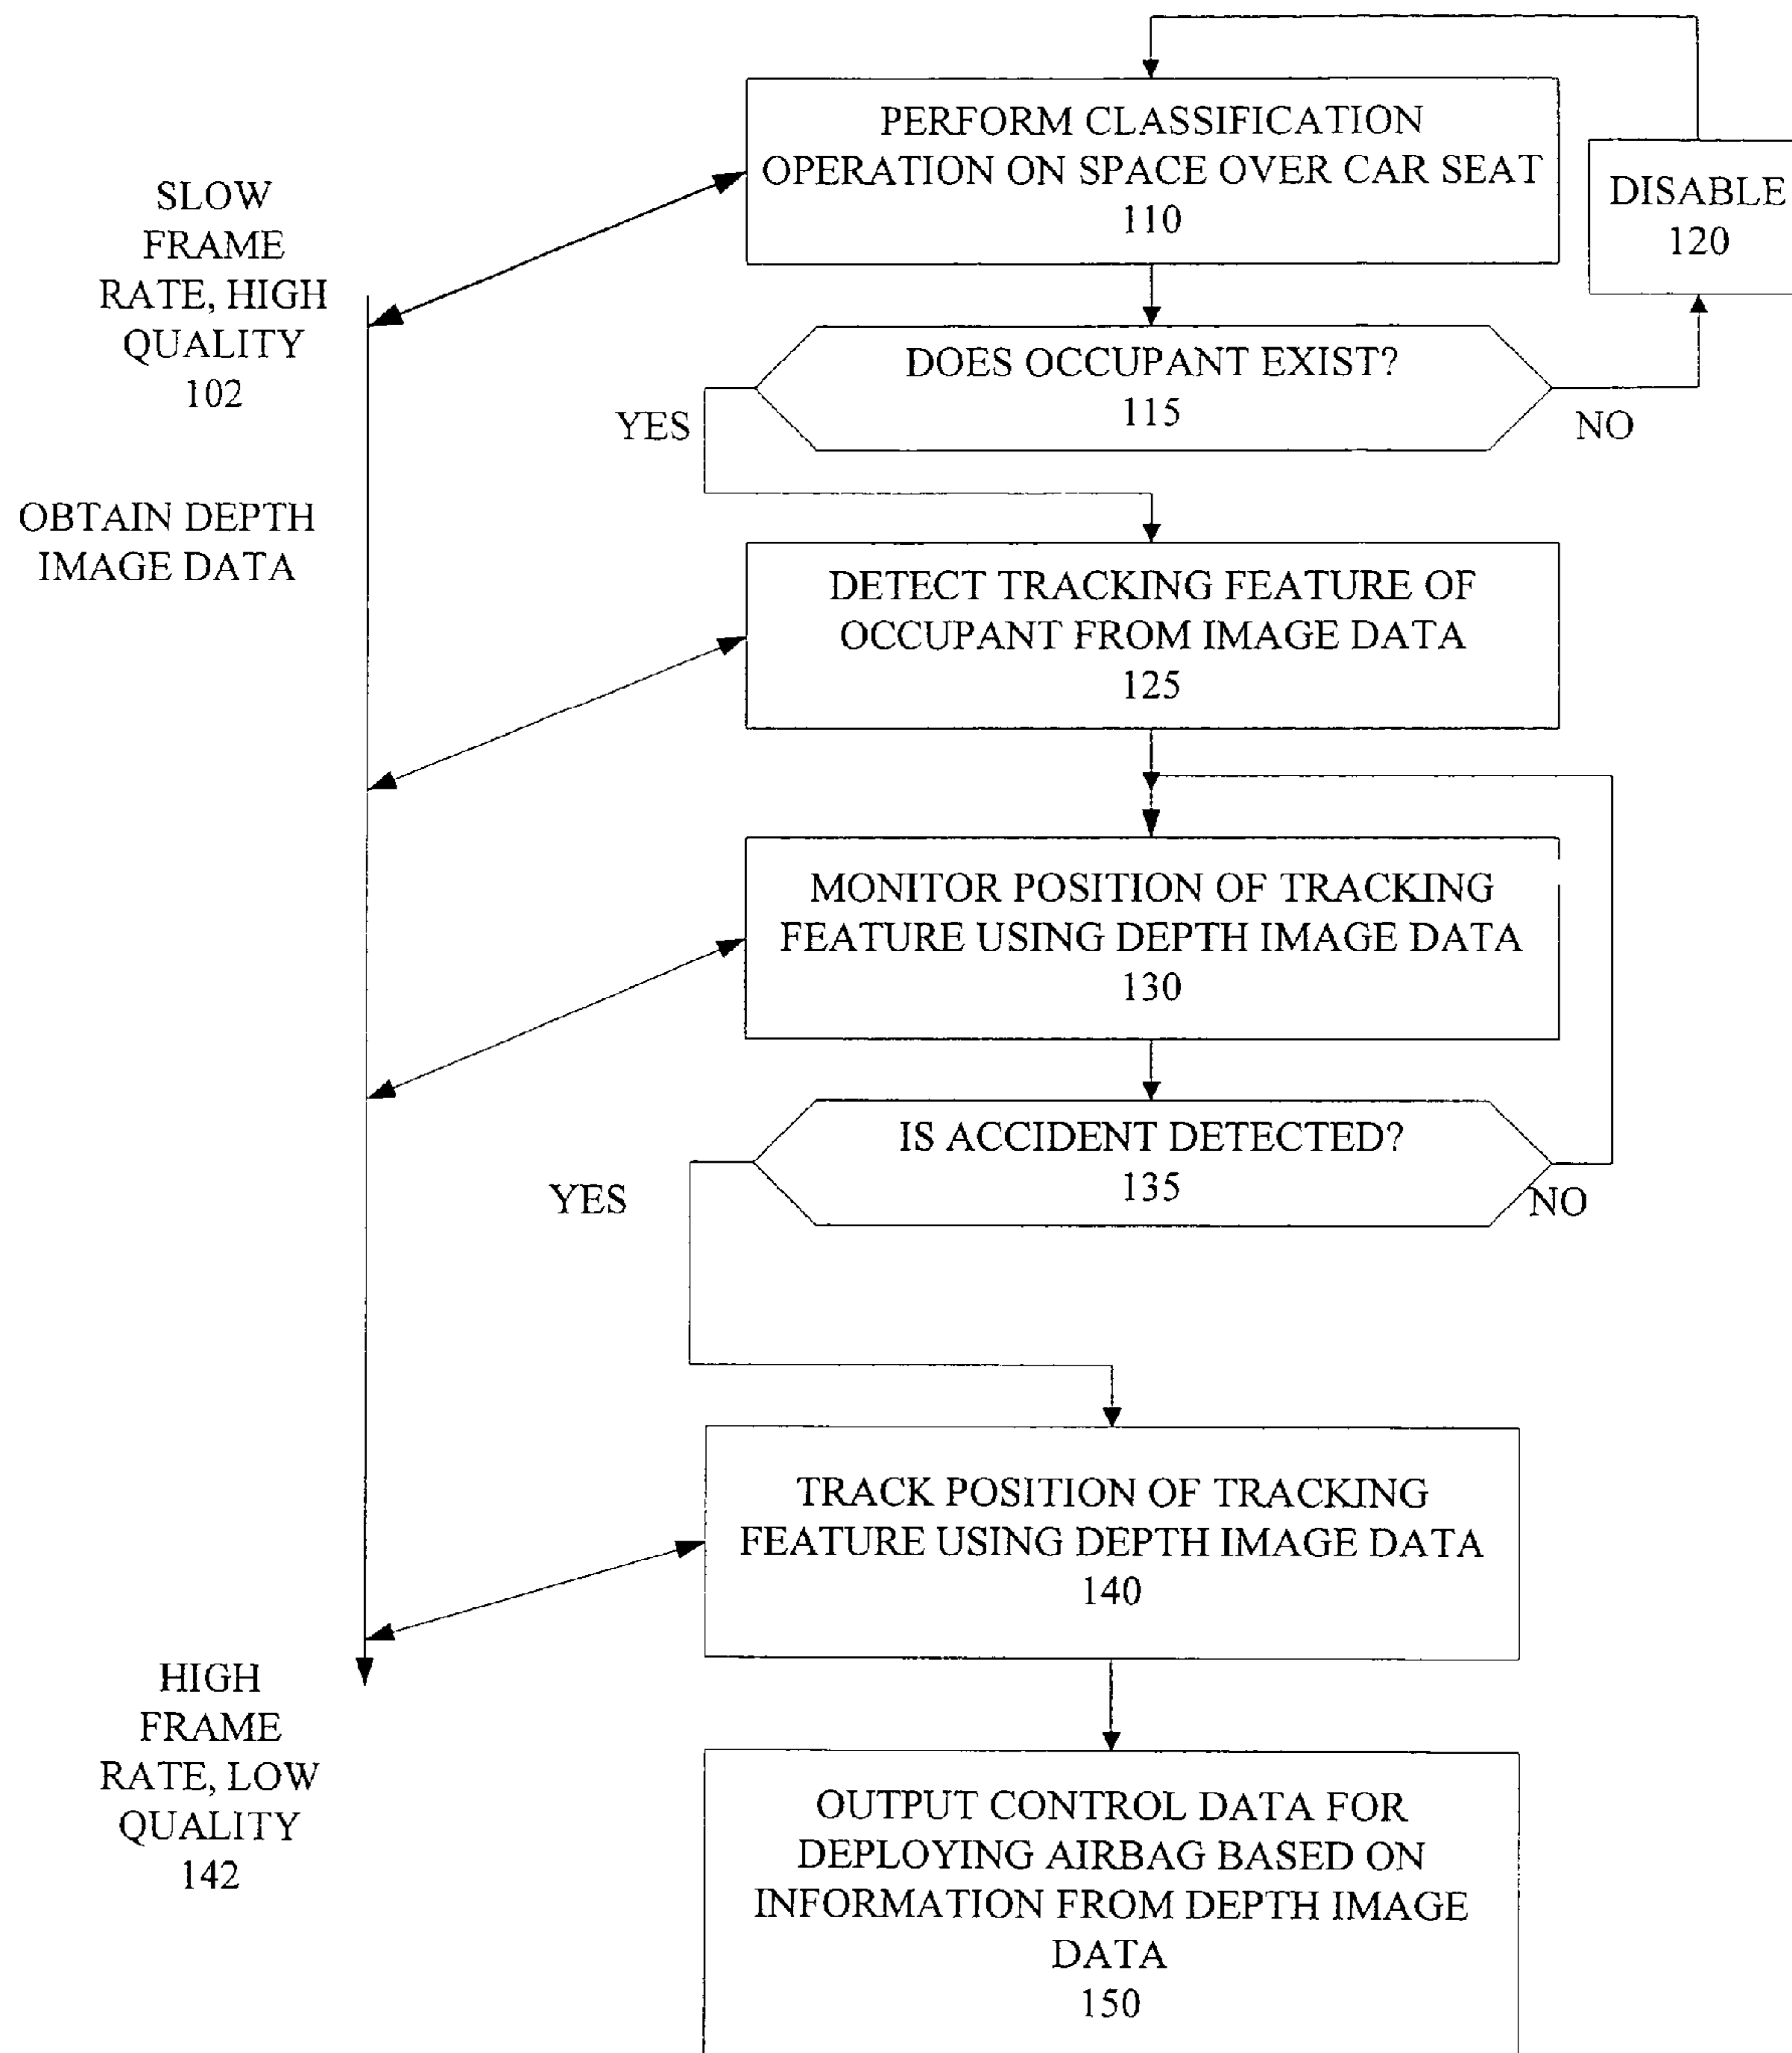 PERFORM CLASSIFICATION
OPERATION ON SPACE OVER CAR SEAT
110
DISABLE
120
SLOW
FRAME
RATE, HIGH
QUALITY
102
DOES OCCUPANT EXIST?
115
YES
NO
OBTAIN DEPTH
IMAGE DATA
DETECT TRACKING FEATURE OF
OCCUPANT FROM IMAGE DATA
125
MONITOR POSITION OF TRACKING
FEATURE USING DEPTH IMAGE DATA
130
IS ACCIDENT DETECTED?
135
YES
NO
TRACK POSITION OF TRACKING
FEATURE USING DEPTH IMAGE DATA
140
HIGH
FRAME
RATE, LOW
QUALITY
142
OUTPUT CONTROL DATA FOR
DEPLOYING AIRBAG BASED ON
INFORMATION FROM DEPTH IMAGE
DATA
150